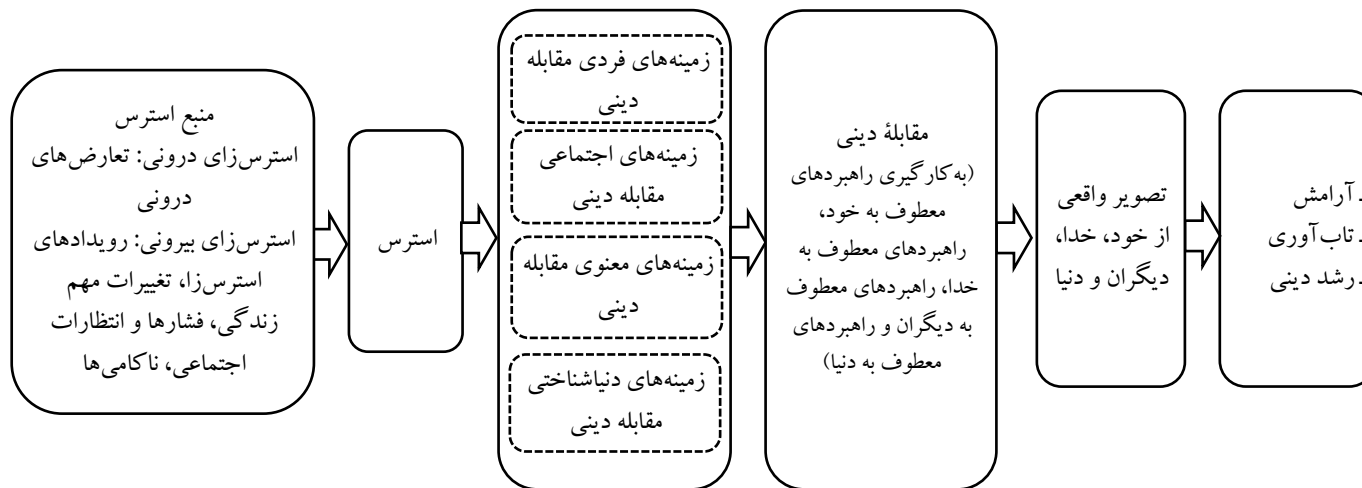 منبع استرس
استرس‌زای درونی: تعارض‌های
درونی
استرس‌زای بیرونی: رویدادهای
استرس‌زا، تغییرات مهم
زندگی، فشارها و انتظارات
اجتماعی، ناکامی‌ها
استرس
زمینه‌های فردی مقابله
دینی
زمینه‌های اجتماعی
مقابله دینی
زمینه‌های معنوی مقابله
دینی
زمینه‌های دنیاشناختی
مقابله دینی
مقابلهٔ دینی
(به‌کارگیری راهبردهای
معطوف به خود،
راهبردهای معطوف به
خدا، راهبردهای معطوف
به دیگران و راهبردهای
معطوف به دنیا)
تصویر واقعی
از خود، خدا،
دیگران و دنیا
ـ آرامش
ـ تاب‌آوری
ـ رشد دینی